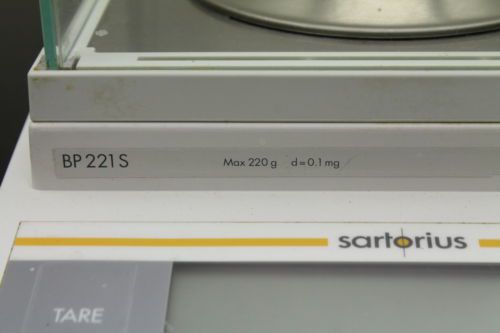 BP 221 S Max 220 g d = 0.1 mg
sartorius
TARE